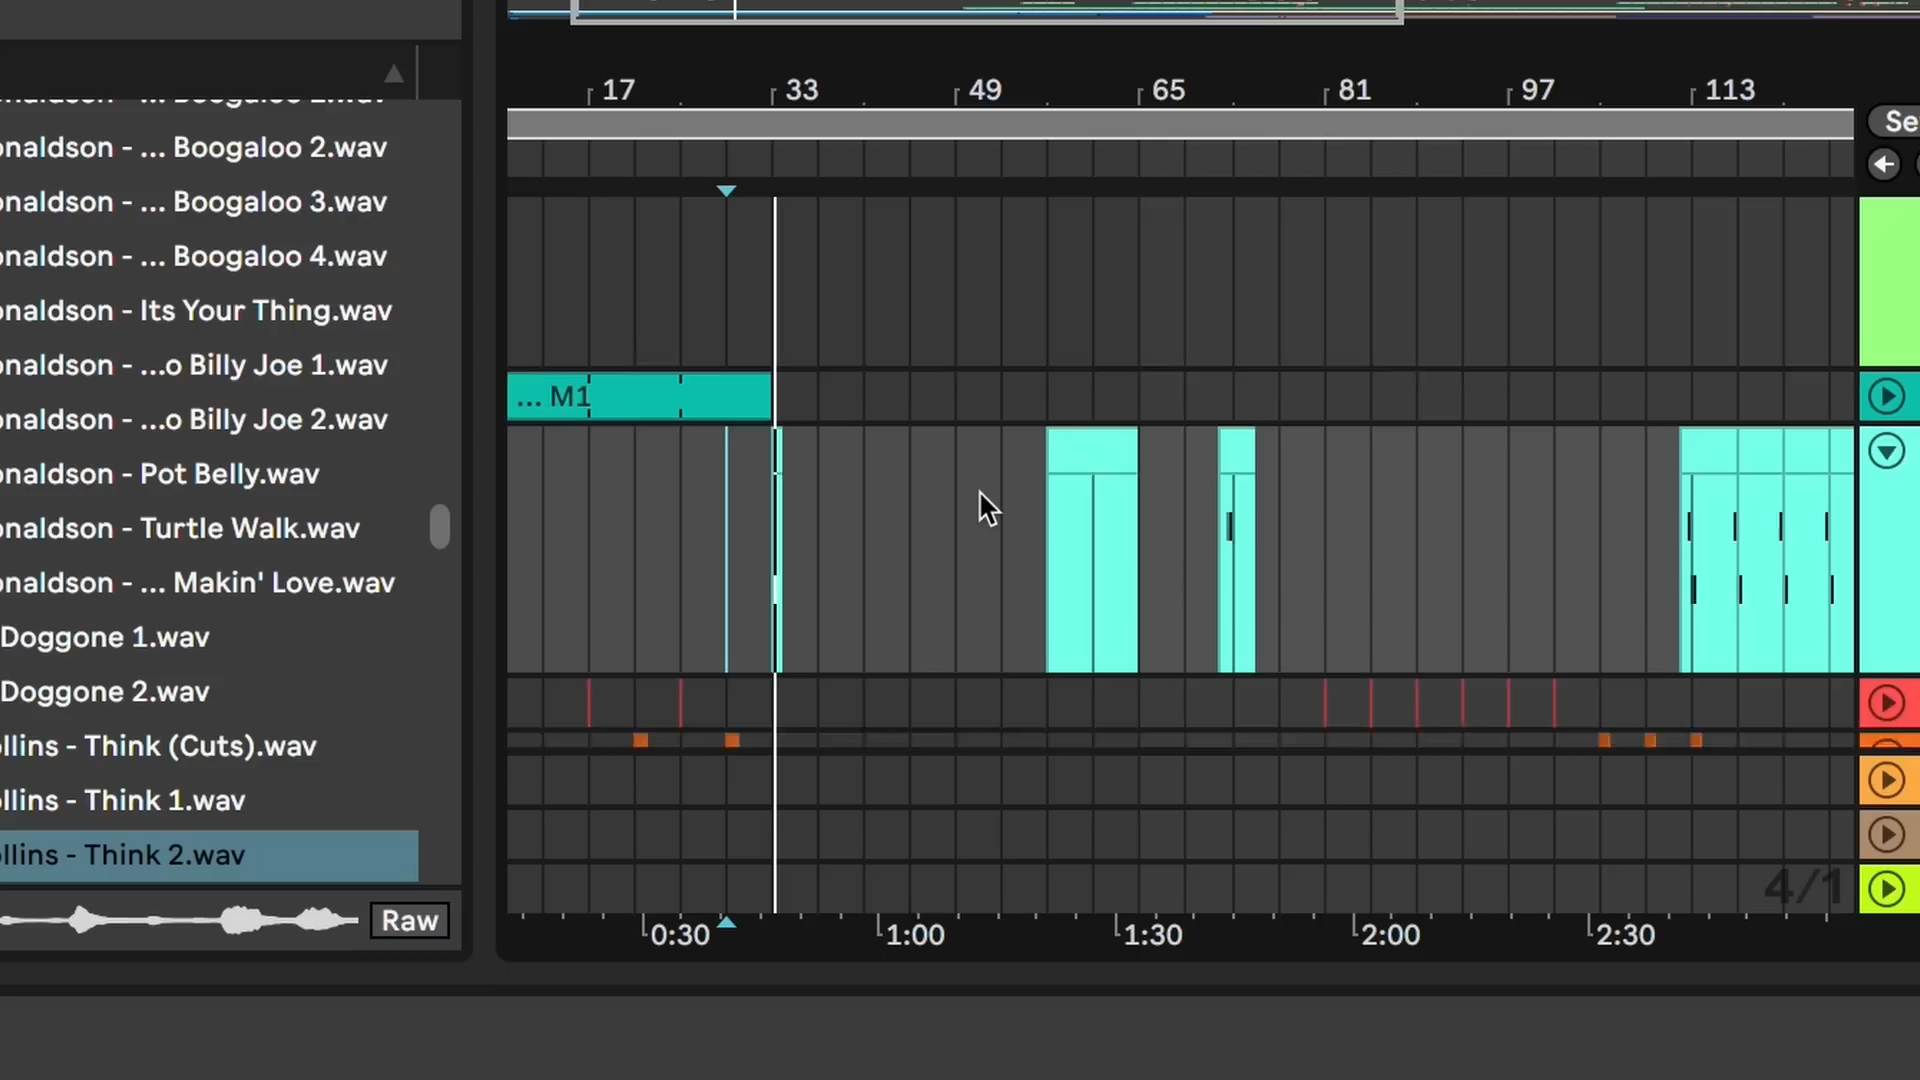 onaldson - ... Boogaloo 2.wav
onaldson - ... Boogaloo 3.wav
onaldson - ... Boogaloo 4.wav
onaldson - Its Your Thing.wav
onaldson - ...o Billy Joe 1.wav
onaldson - ...o Billy Joe 2.wav
onaldson - Pot Belly.wav
onaldson - Turtle Walk.wav
onaldson - ... Makin' Love.wav
Doggone 1.wav
Doggone 2.wav
ollins - Think (Cuts).wav
ollins - Think 1.wav
ollins - Think 2.wav
Raw
17 33 49 65 81 97 113
Se
... M1
4/1
0:30 1:00 1:30 2:00 2:30